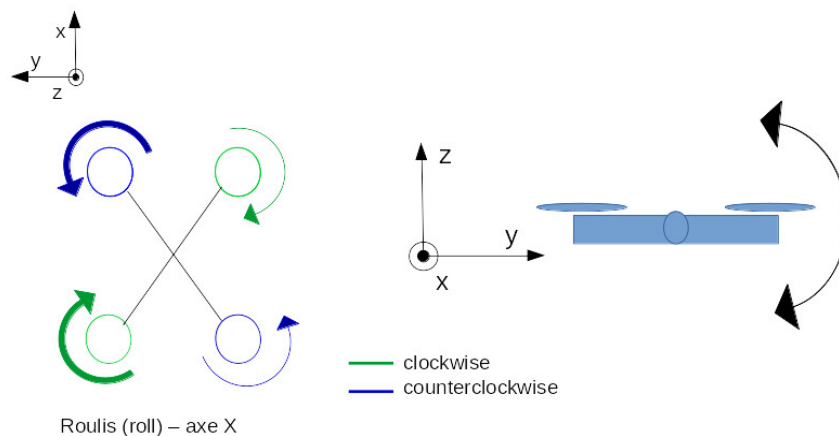 x
y
z
z
y
x
clockwise
counterclockwise
Roulis (roll) – axe X